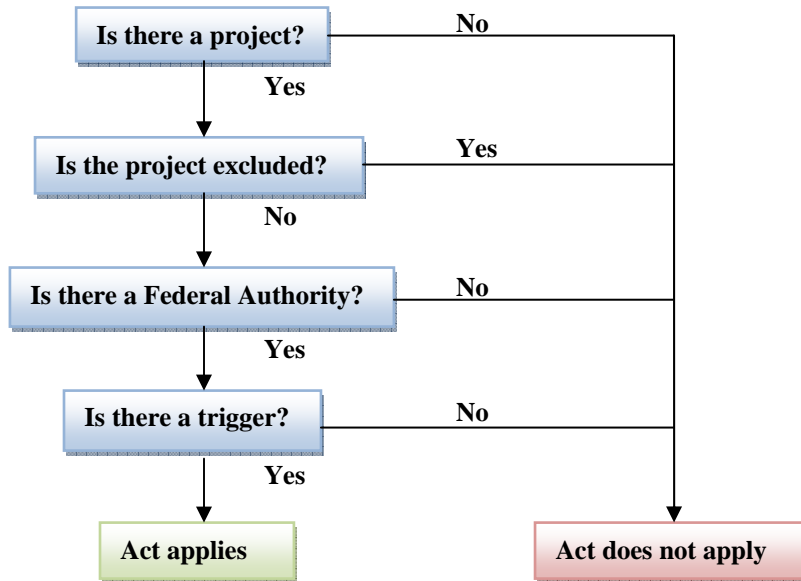 Is there a project?
No
Yes
Is the project excluded?
Yes
No
Is there a Federal Authority?
No
Yes
Is there a trigger?
No
Yes
Act applies
Act does not apply